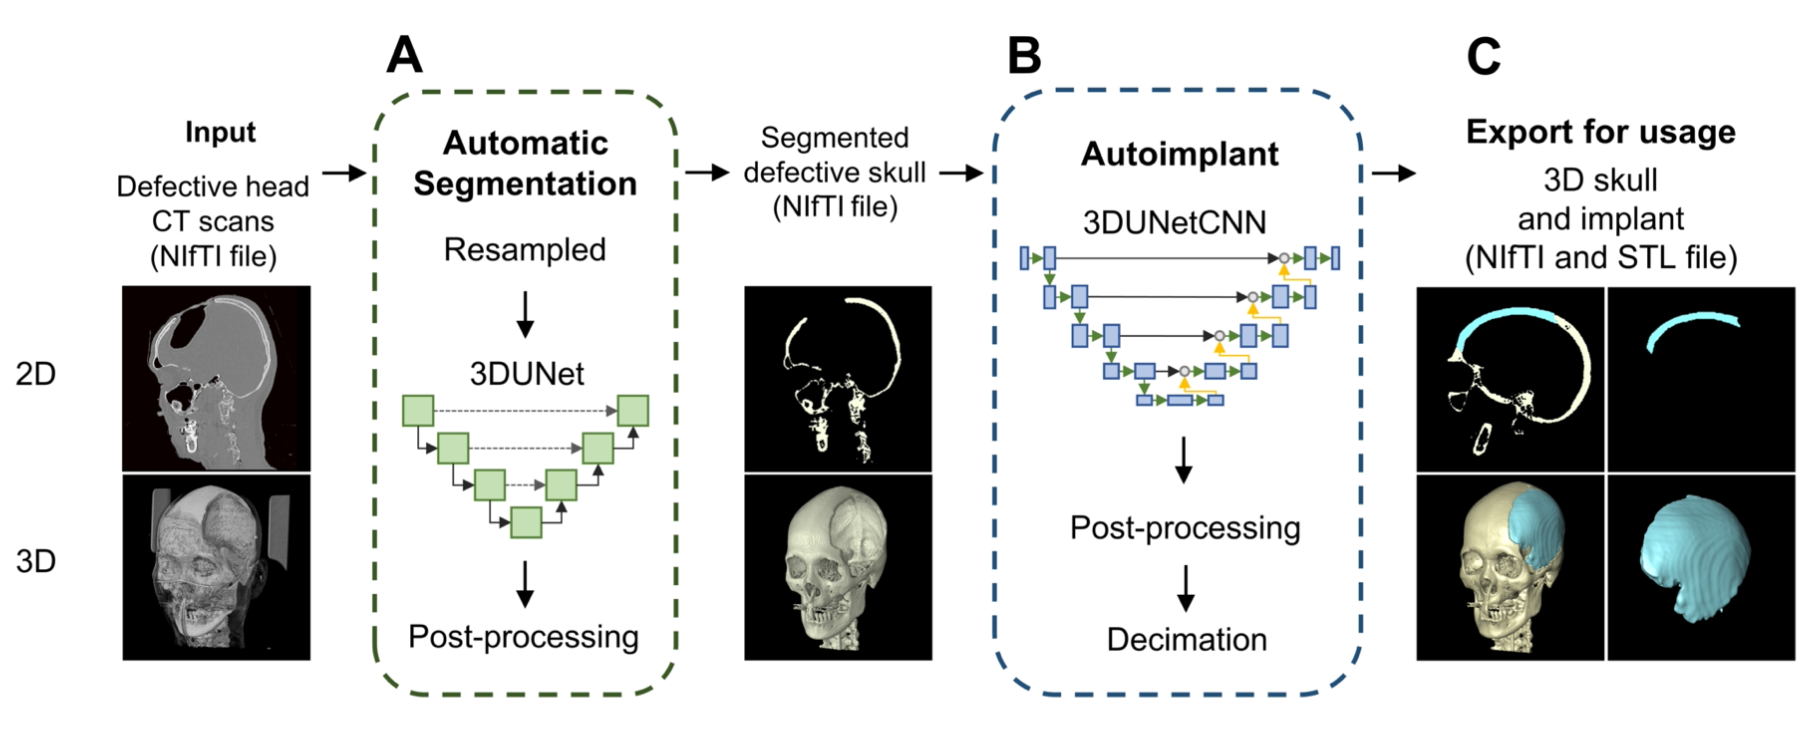 A
B
C
Input
Defective head
CT scans
(NIfTI file)
Automatic
Segmentation
Resampled
3DUNet
Post-processing
Segmented
defective skull
(NIfTI file)
Autoimplant
3DUNetCNN
Post-processing
Decimation
Export for usage
3D skull
and implant
(NIfTI and STL file)
2D
3D